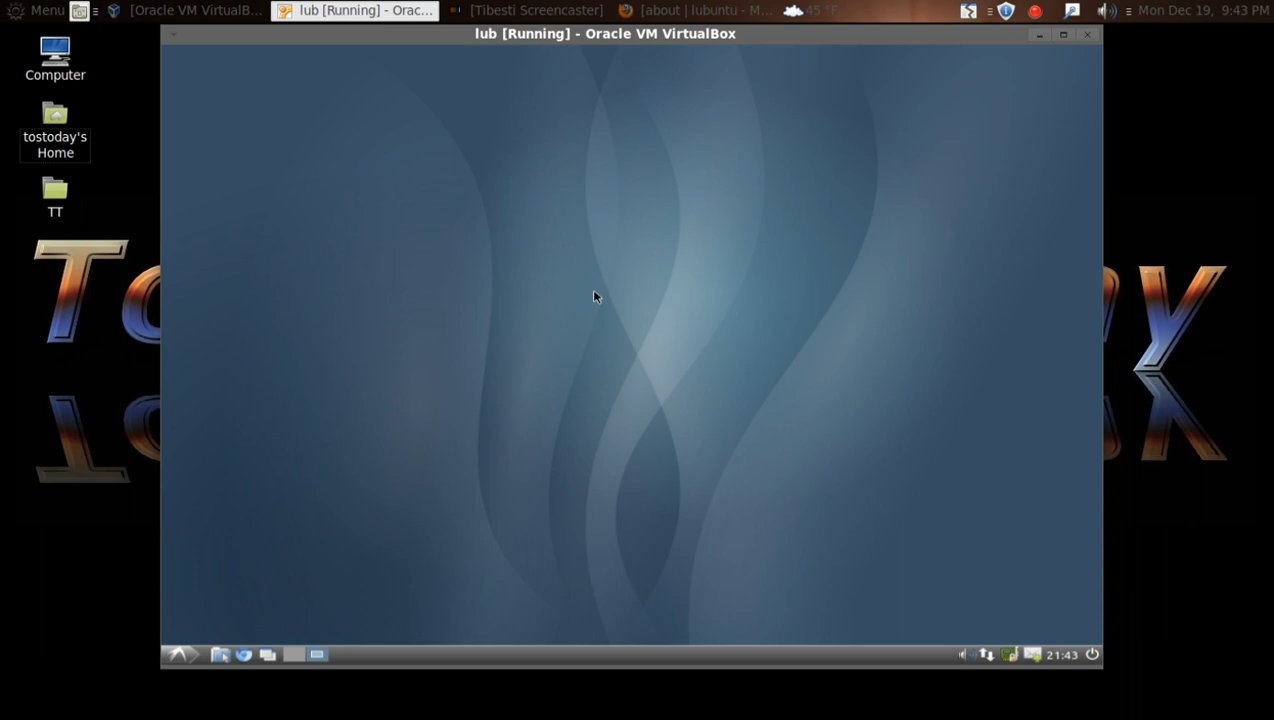 Menu
[Oracle VM VirtualB...
lub [Running] - Orac...
[Tibesti Screencaster]
[about | lubuntu - M...
45 °F
Mon Dec 19, 9:43 PM
lub [Running] - Oracle VM VirtualBox
Computer
tostoday's
Home
TT
21:43